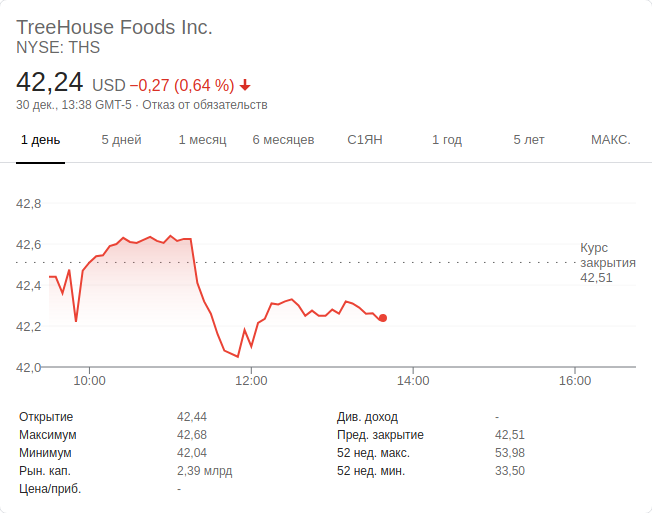 TreeHouse Foods Inc.
NYSE: THS
42,24 USD −0,27 (0,64 %)
30 дек., 13:38 GMT-5 · Отказ от обязательств
1 день 5 дней 1 месяц 6 месяцев С1ЯН 1 год 5 лет МАКС.
42,8
42,6
Курс
закрытия
42,51
42,4
42,2
42,0
10:00 12:00 14:00 16:00
Открытие 42,44 Див. доход -
Максимум 42,68 Пред. закрытие 42,51
Минимум 42,04 52 нед. макс. 53,98
Рын. кап. 2,39 млрд 52 нед. мин. 33,50
Цена/приб. -